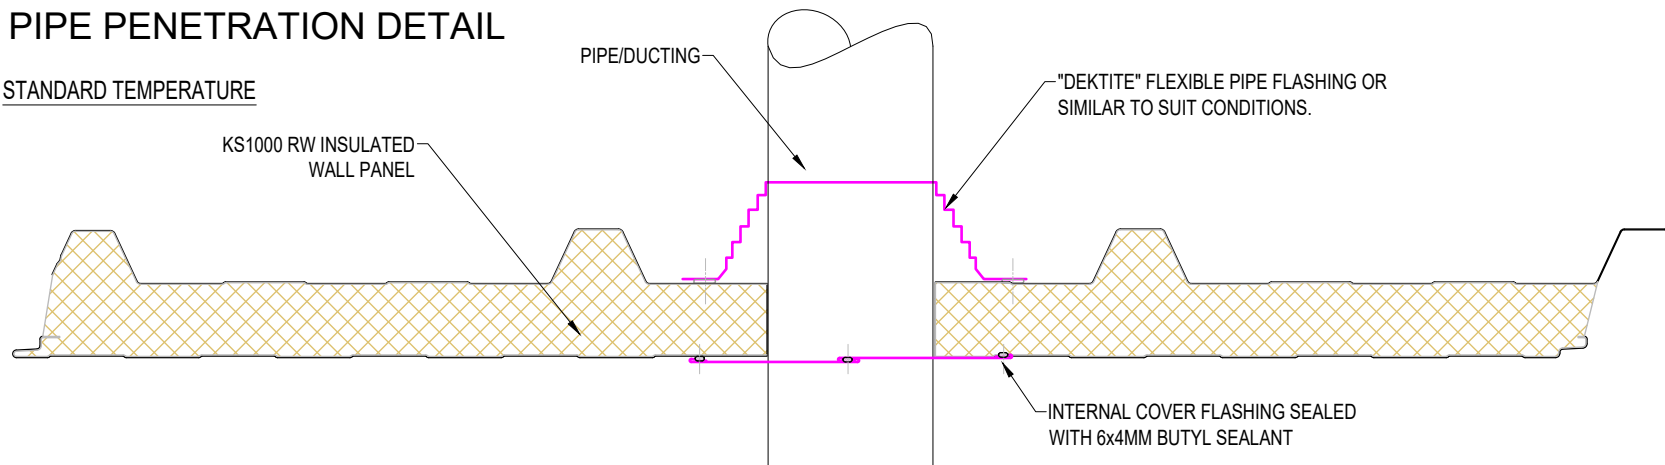 PIPE PENETRATION DETAIL
STANDARD TEMPERATURE
PIPE/DUCTING
"DEKTITE" FLEXIBLE PIPE FLASHING OR
SIMILAR TO SUIT CONDITIONS.
KS1000 RW INSULATED
WALL PANEL
INTERNAL COVER FLASHING SEALED
WITH 6x4MM BUTYL SEALANT